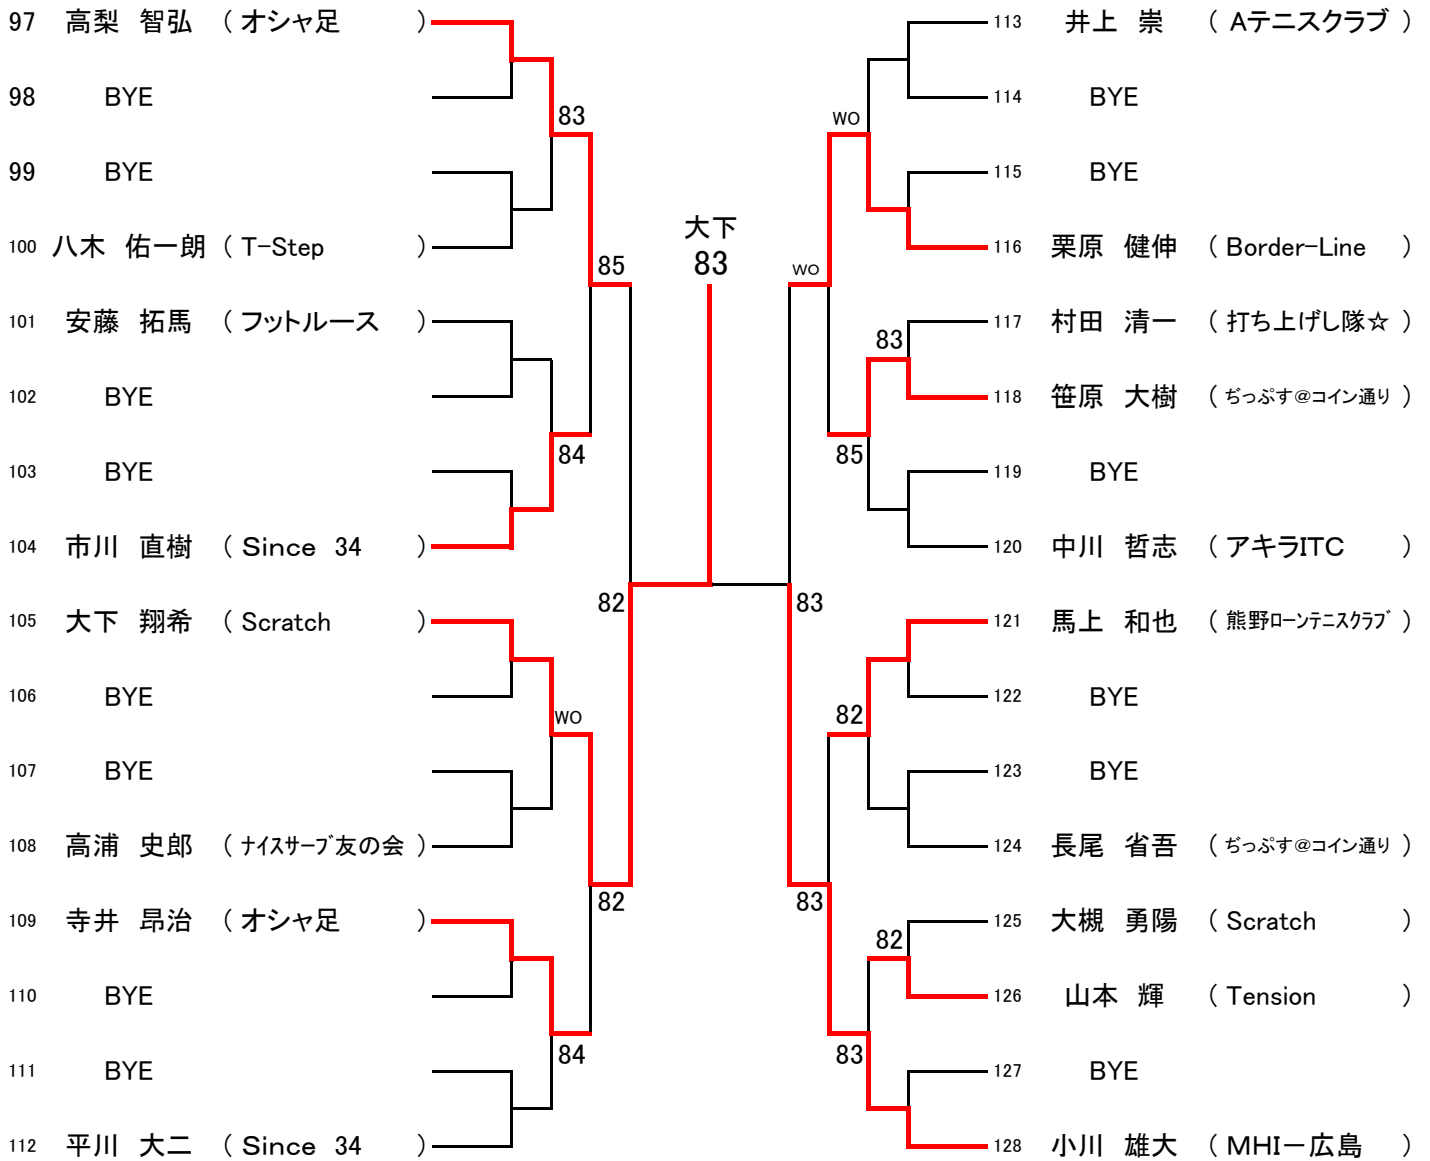 97 高梨 智弘 （ オシャ足 ）
98 BYE
83
99 BYE
100 八木 佑一朗 （ T-Step ）
85
101 安藤 拓馬 （ フットルース ）
102 BYE
84
103 BYE
104 市川 直樹 （ Since 34 ）
82
105 大下 翔希 （ Scratch ）
106 BYE
WO
107 BYE
108 高浦 史郎 （ ナイスサーブ友の会 ）
82
109 寺井 昂治 （ オシャ足 ）
110 BYE
84
111 BYE
112 平川 大二 （ Since 34 ）
大下
83
113 井上 崇 （ Aテニスクラブ ）
114 BYE
WO
115 BYE
116 栗原 健伸 （ Border-Line ）
WO
117 村田 清一 （ 打ち上げし隊☆ ）
83
118 笹原 大樹 （ ぢっぷす@コイン通り ）
85
119 BYE
120 中川 哲志 （ アキラITC ）
83
121 馬上 和也 （ 熊野ローンテニスクラブ ）
122 BYE
82
123 BYE
124 長尾 省吾 （ ぢっぷす@コイン通り ）
83
125 大槻 勇陽 （ Scratch ）
82
126 山本 輝 （ Tension ）
83
127 BYE
128 小川 雄大 （ MHI－広島 ）